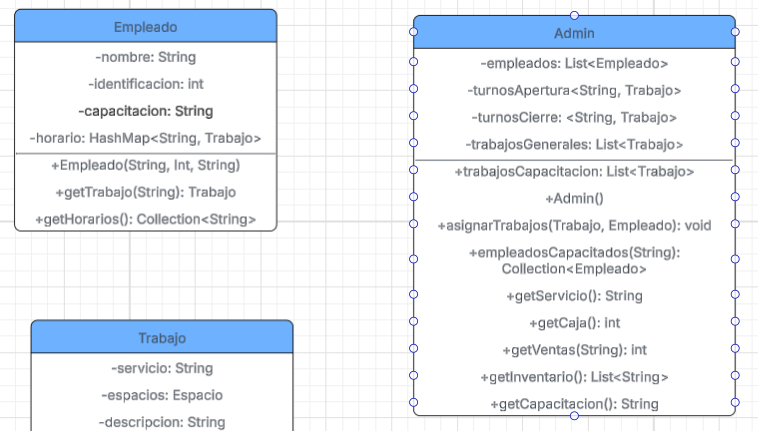 Empleado
-nombre: String
-identificacion: int
-capacitacion: String
-horario: HashMap<String, Trabajo>
+Empleado(String, Int, String)
+getTrabajo(String): Trabajo
+getHorarios(): Collection<String>
Admin
-empleados: List<Empleado>
-turnosApertura<String, Trabajo>
-turnosCierre: <String, Trabajo>
-trabajosGenerales: List<Trabajo>
+trabajosCapacitacion: List<Trabajo>
+Admin()
+asignarTrabajos(Trabajo, Empleado): void
+empleadosCapacitados(String):
Collection<Empleado>
+getServicio(): String
+getCaja(): int
+getVentas(String): int
+getInventario(): List<String>
+getCapacitacion(): String
Trabajo
-servicio: String
-espacios: Espacio
-descripcion: String